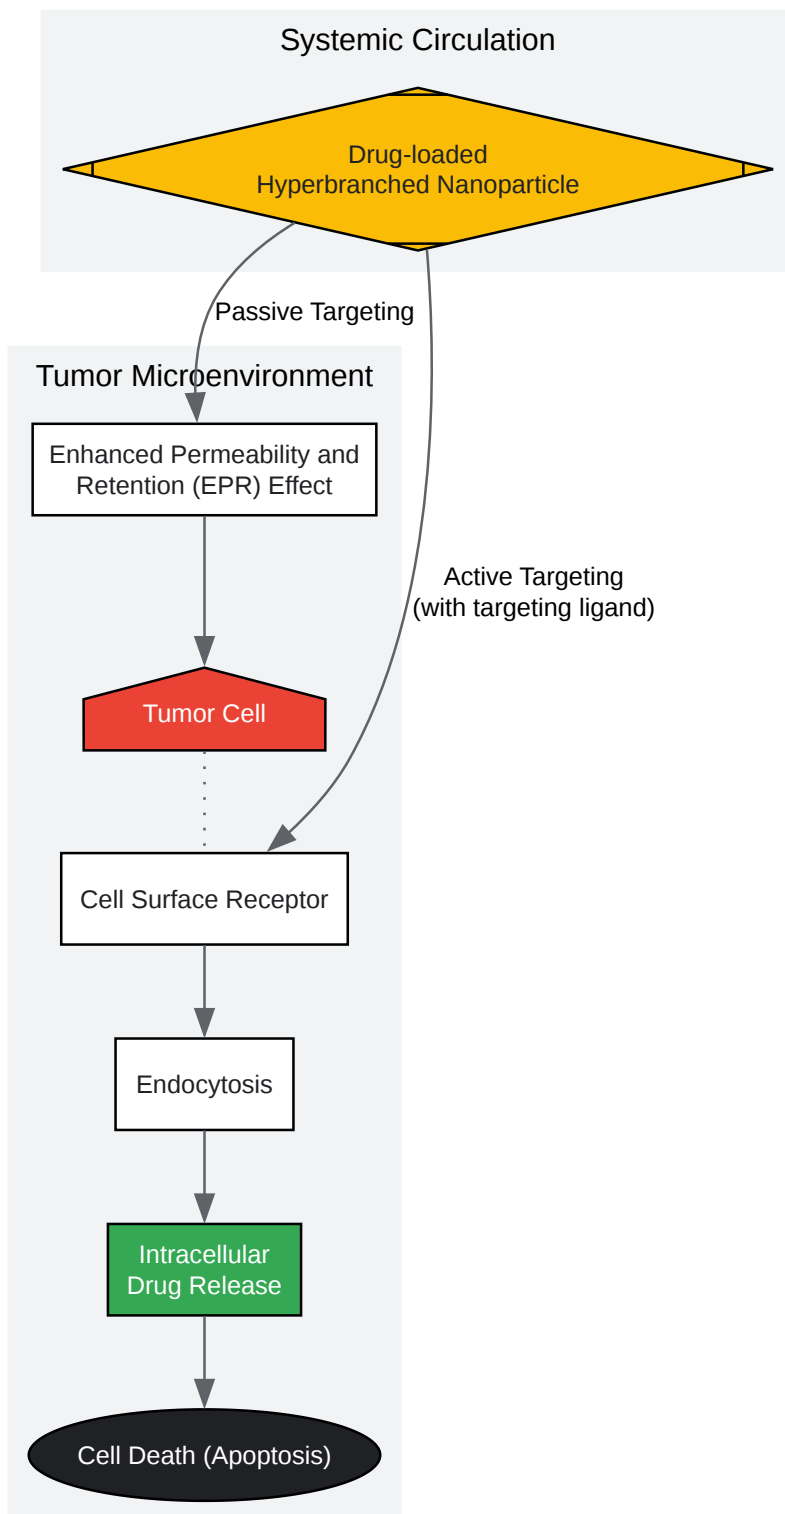 Systemic Circulation
Drug-loaded
Hyperbranched Nanoparticle
Passive Targeting
Tumor Microenvironment
Enhanced Permeability and
Retention (EPR) Effect
Active Targeting
(with targeting ligand)
Tumor Cell
Cell Surface Receptor
Endocytosis
Intracellular
Drug Release
Cell Death (Apoptosis)